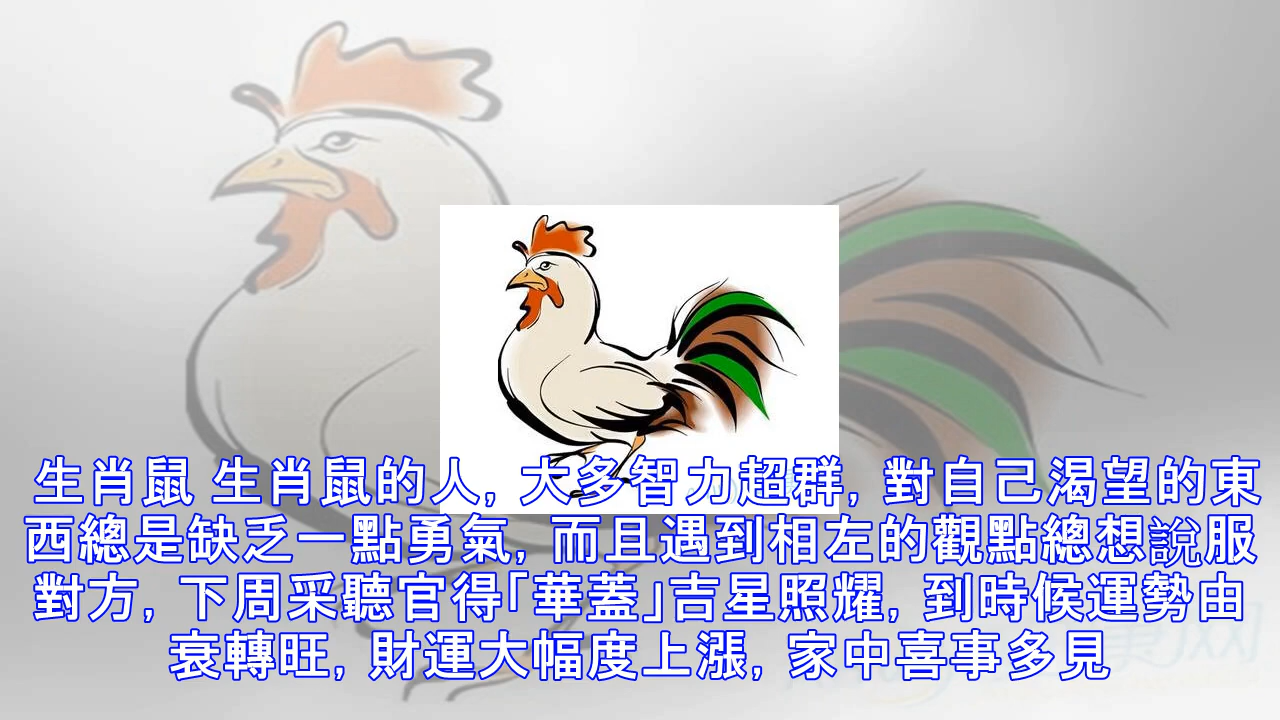 生肖鼠 生肖鼠的人, 大多智力超群, 對自己渴望的東
西總是缺乏一點勇氣, 而且遇到相左的觀點總想說服
對方, 下周采聽官得「華蓋」吉星照耀, 到時候運勢由
衰轉旺, 財運大幅度上漲, 家中喜事多見